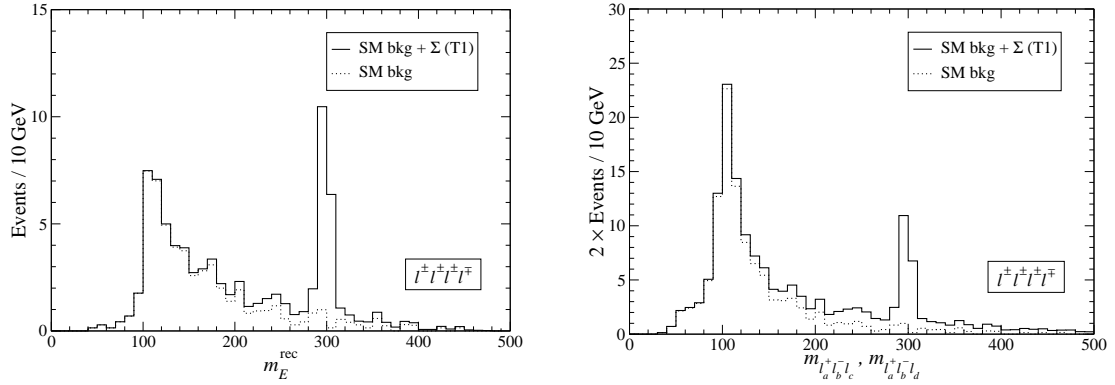 15
10
5
0
0 100 200 300 400 500
Events / 10 GeV
m_E^rec
SM bkg + Σ (T1)
SM bkg
l^± l^± l^± l^∓
30
25
20
15
10
5
0
0 100 200 300 400 500
2 × Events / 10 GeV
m_{l_a^+ l_b^- l_c}, m_{l_a^+ l_b^- l_d}
SM bkg + Σ (T1)
SM bkg
l^± l^± l^± l^∓